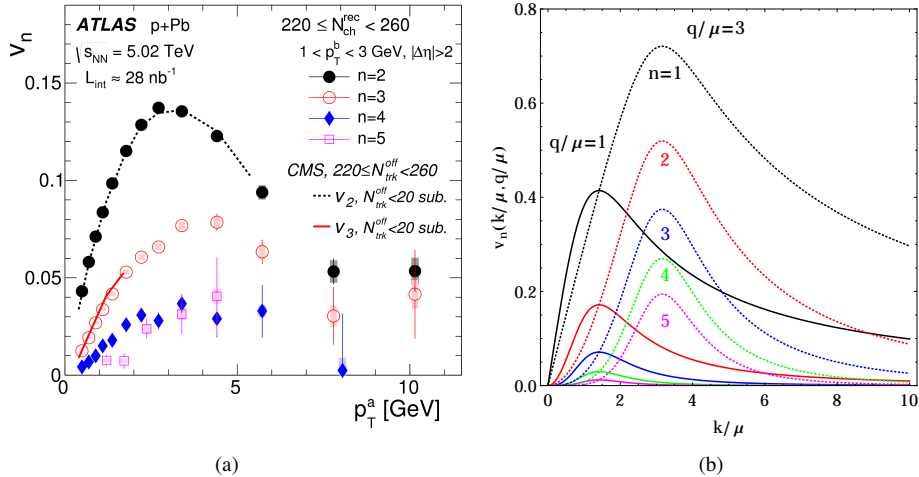 ATLAS p+Pb
√s_NN = 5.02 TeV
L_int ≈ 28 nb⁻¹
220 ≤ N_ch^rec < 260
1 < p_T^b < 3 GeV, |Δη|>2
n=2
n=3
n=4
n=5
CMS, 220≤N_trk^off<260
v_2, N_trk^off<20 sub.
v_3, N_trk^off<20 sub.
v_n
0.15
0.1
0.05
0
0 5 10
p_T^a [GeV]
(a)
q/μ=3
n=1
q/μ=1
2
3
4
5
v_n(k/μ,q/μ)
0.8
0.6
0.4
0.2
0.0
0 2 4 6 8 10
k/μ
(b)